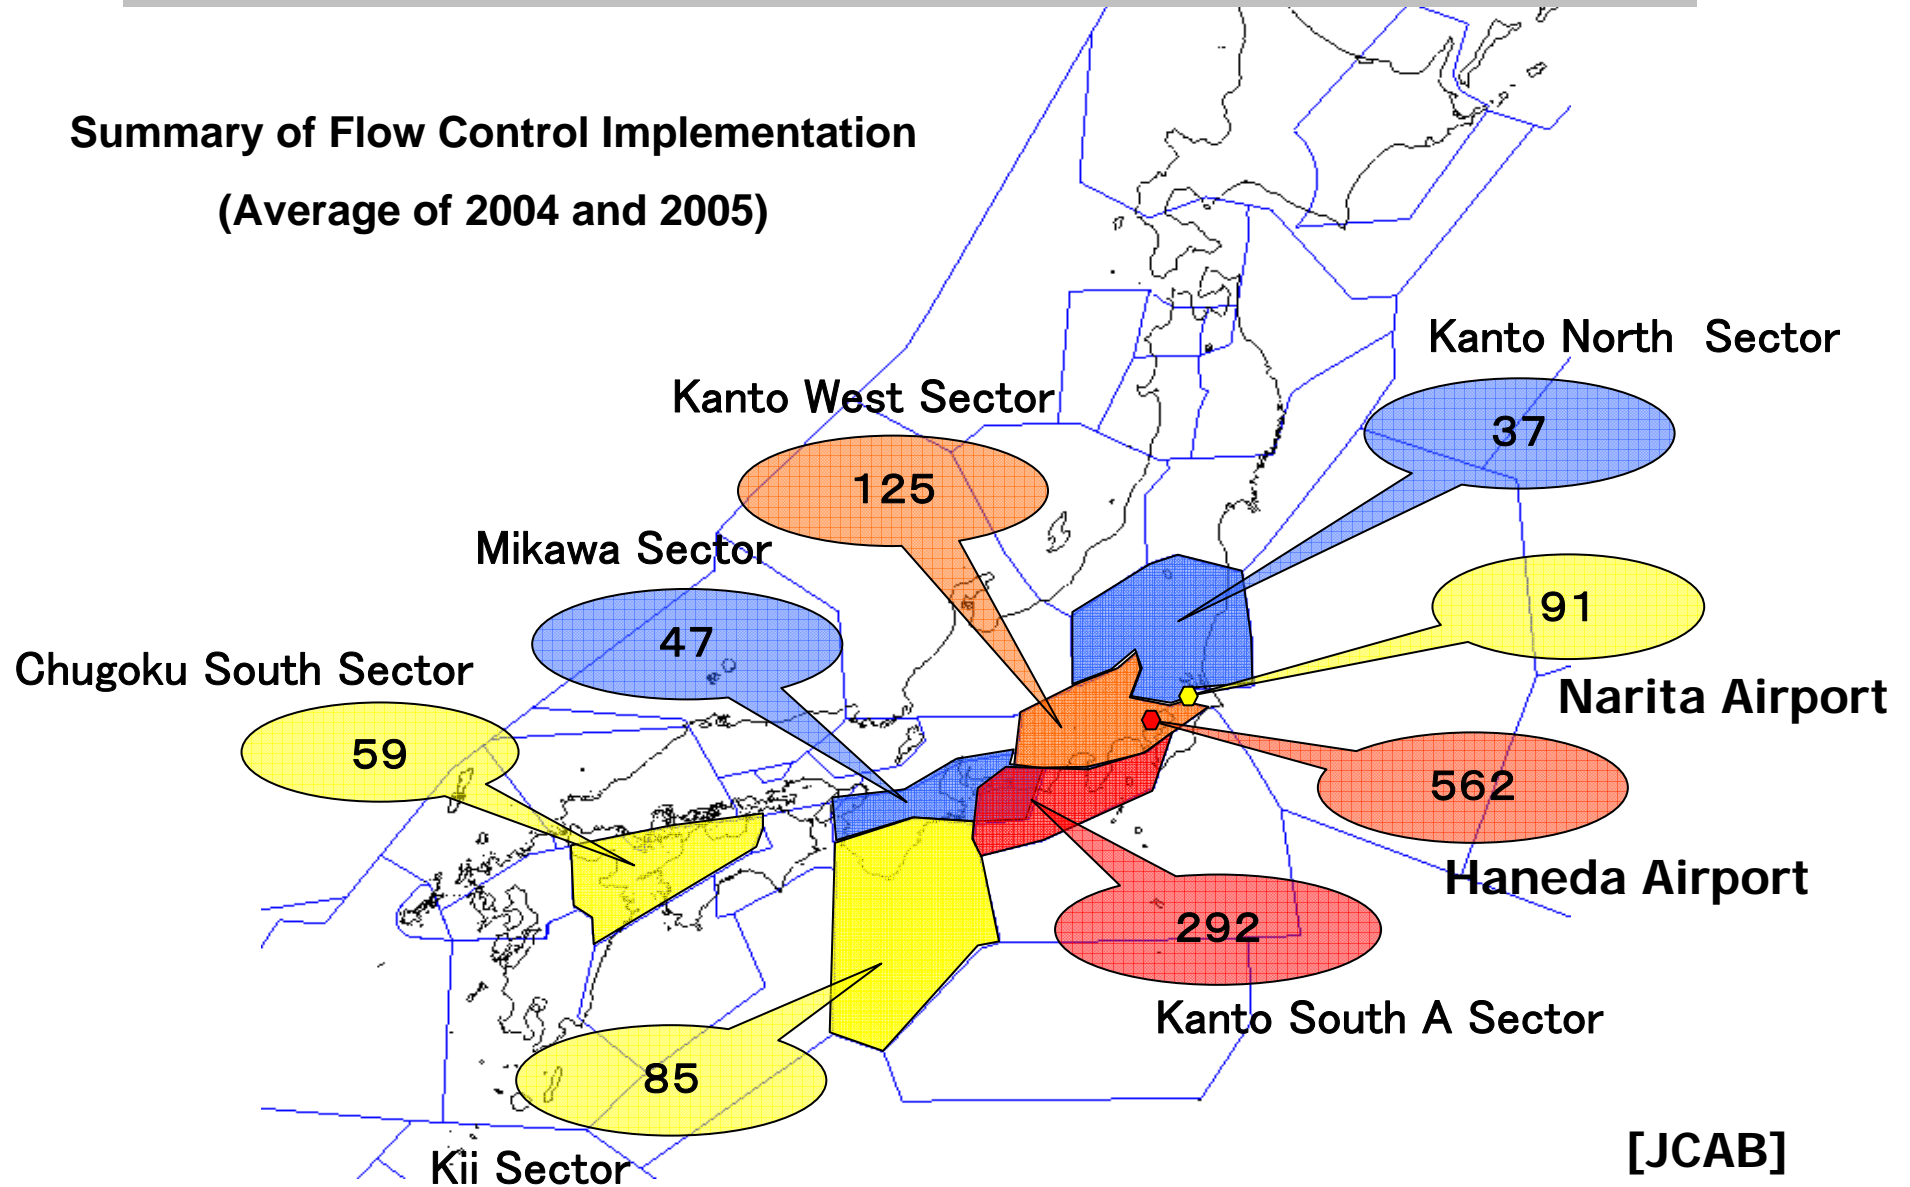 Summary of Flow Control Implementation
(Average of 2004 and 2005)
Kanto North Sector
37
Kanto West Sector
125
Mikawa Sector
47
91
Narita Airport
Chugoku South Sector
59
562
Haneda Airport
292
Kanto South A Sector
85
Kii Sector
[JCAB]